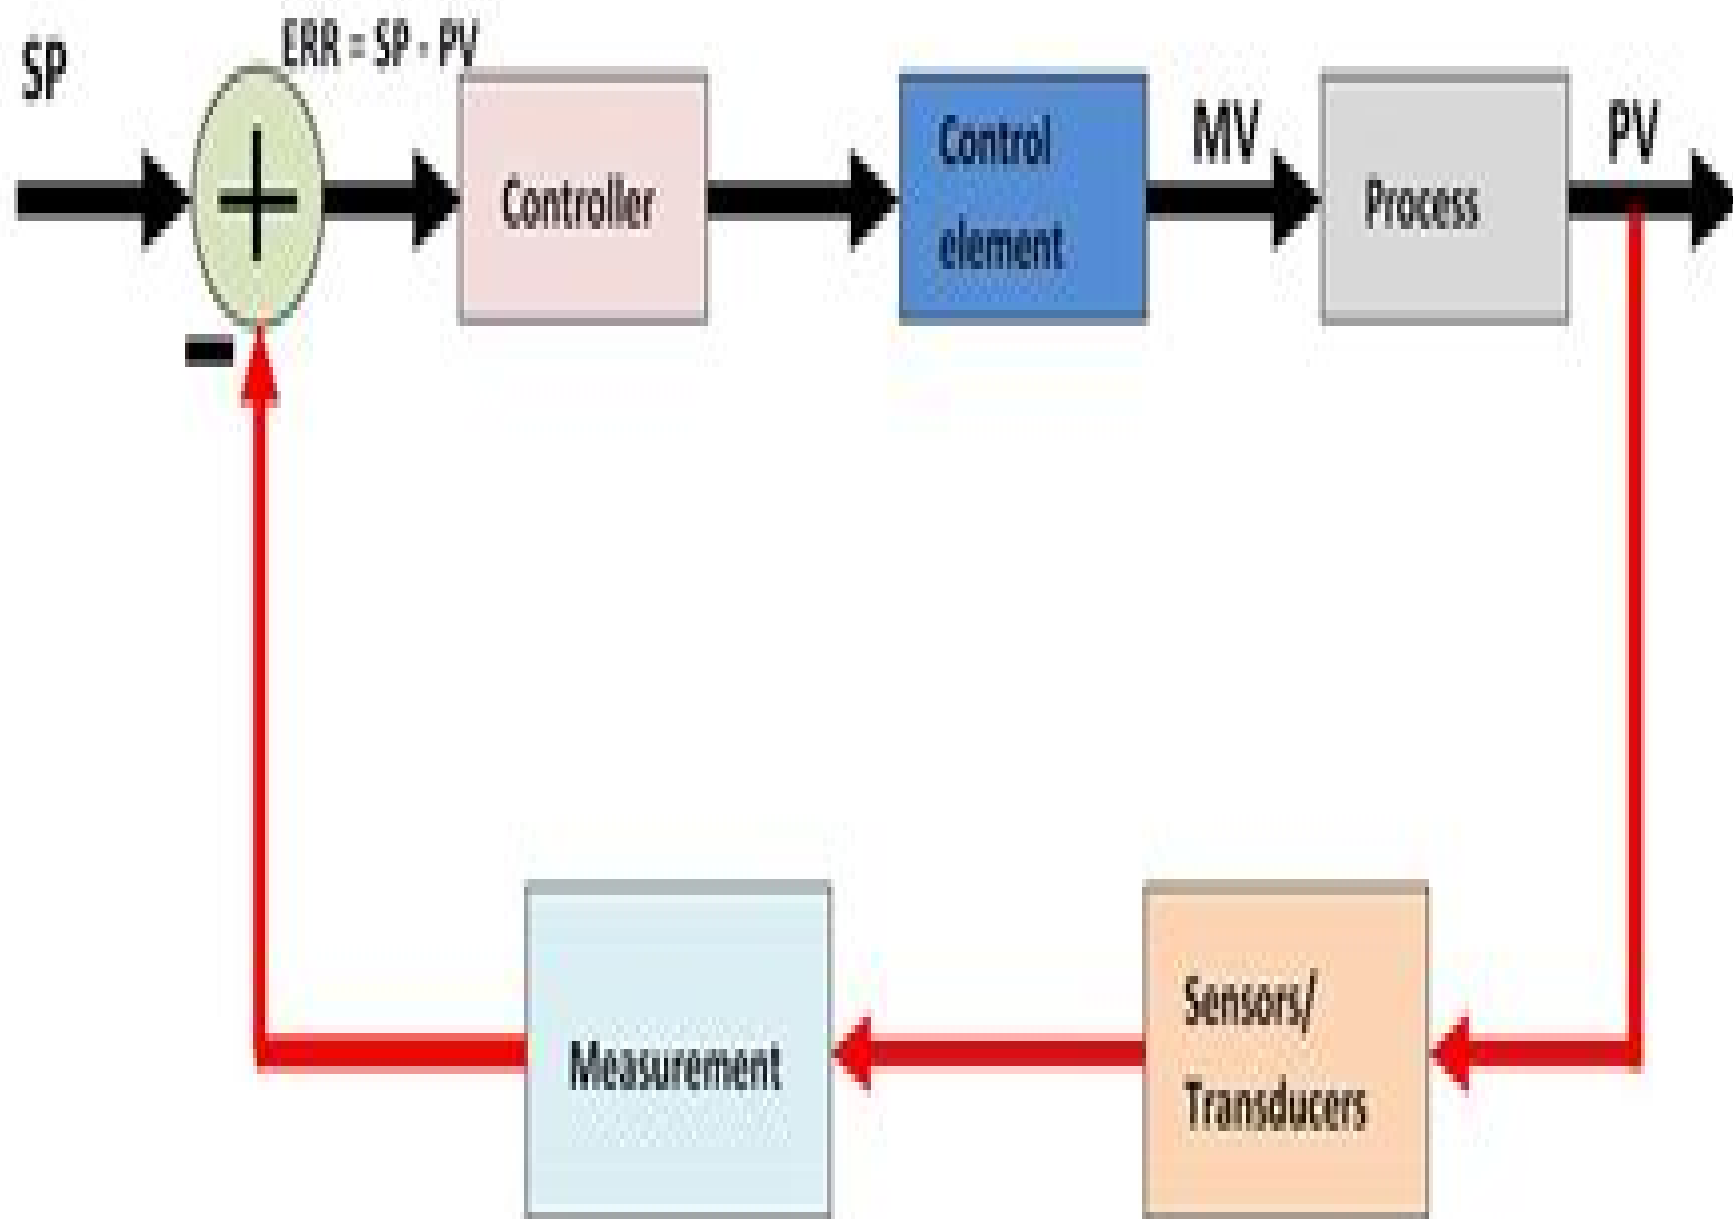 SP
ERR = SP - PV
Controller
Control
element
MV
Process
PV
Measurement
Sensors/
Transducers